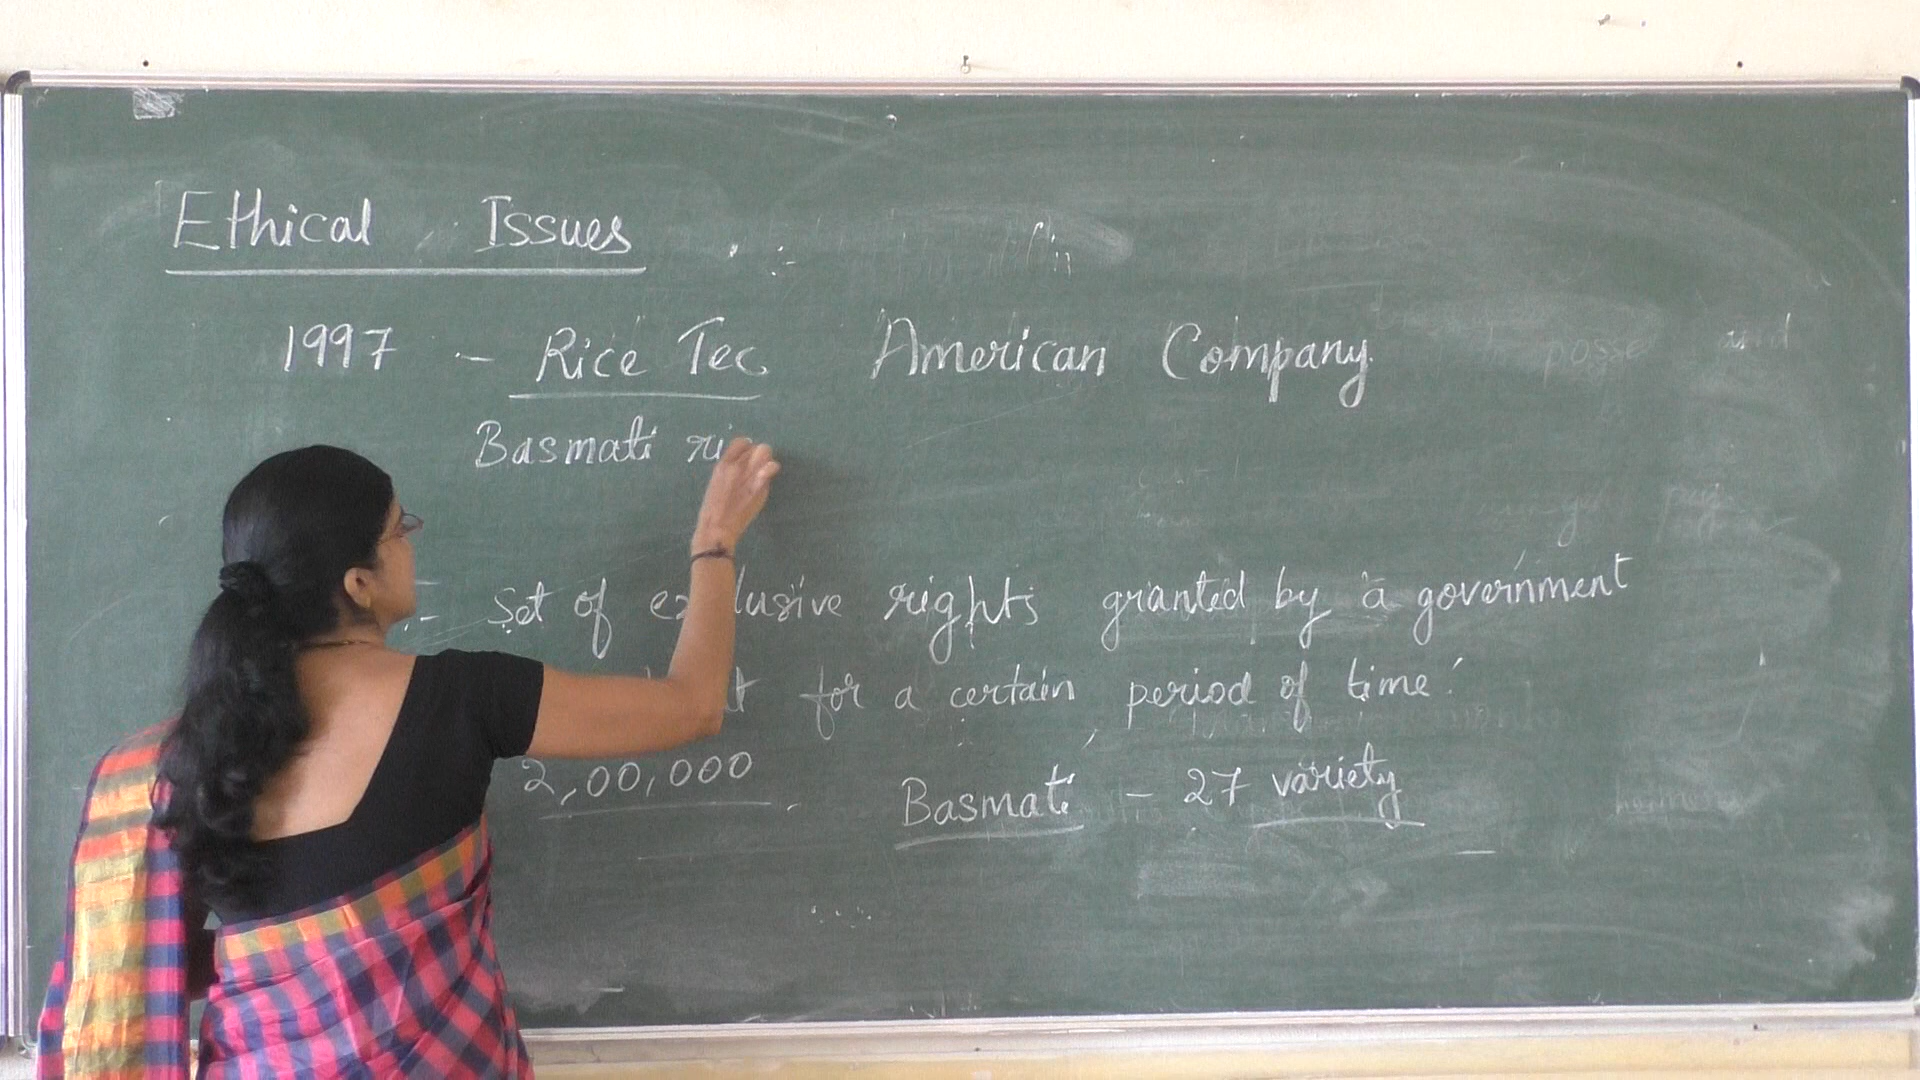 Ethical Issues
1997 - Rice Tec American Company.
Basmati
:- Set of exclusive rights granted by a government
for a certain period of time.
2,00,000 Basmati - 27 variety